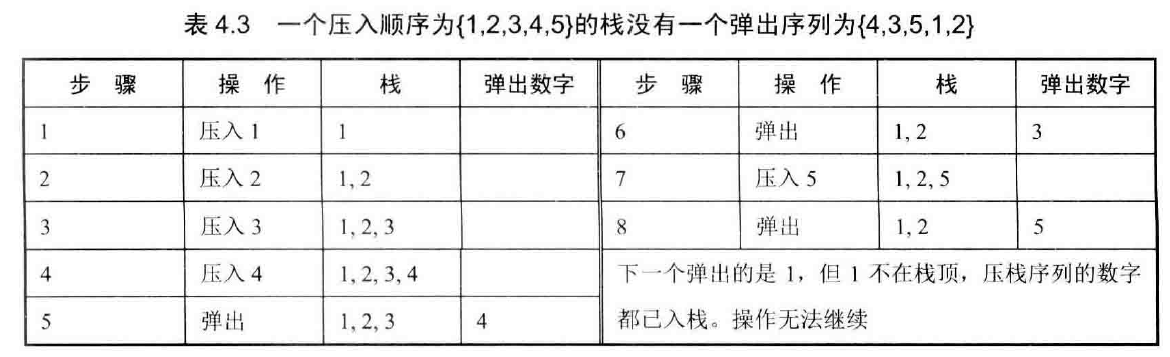 表 4.3 一个压入顺序为{1,2,3,4,5}的栈没有一个弹出序列为{4,3,5,1,2}
步 骤 操 作 栈 弹出数字 步 骤 操 作 栈 弹出数字
1 压入 1 1 6 弹出 1, 2 3
2 压入 2 1, 2 7 压入 5 1, 2, 5
3 压入 3 1, 2, 3 8 弹出 1, 2 5
4 压入 4 1, 2, 3, 4 下一个弹出的是 1，但 1 不在栈顶，压栈序列的数字
5 弹出 1, 2, 3 4 都已入栈。操作无法继续